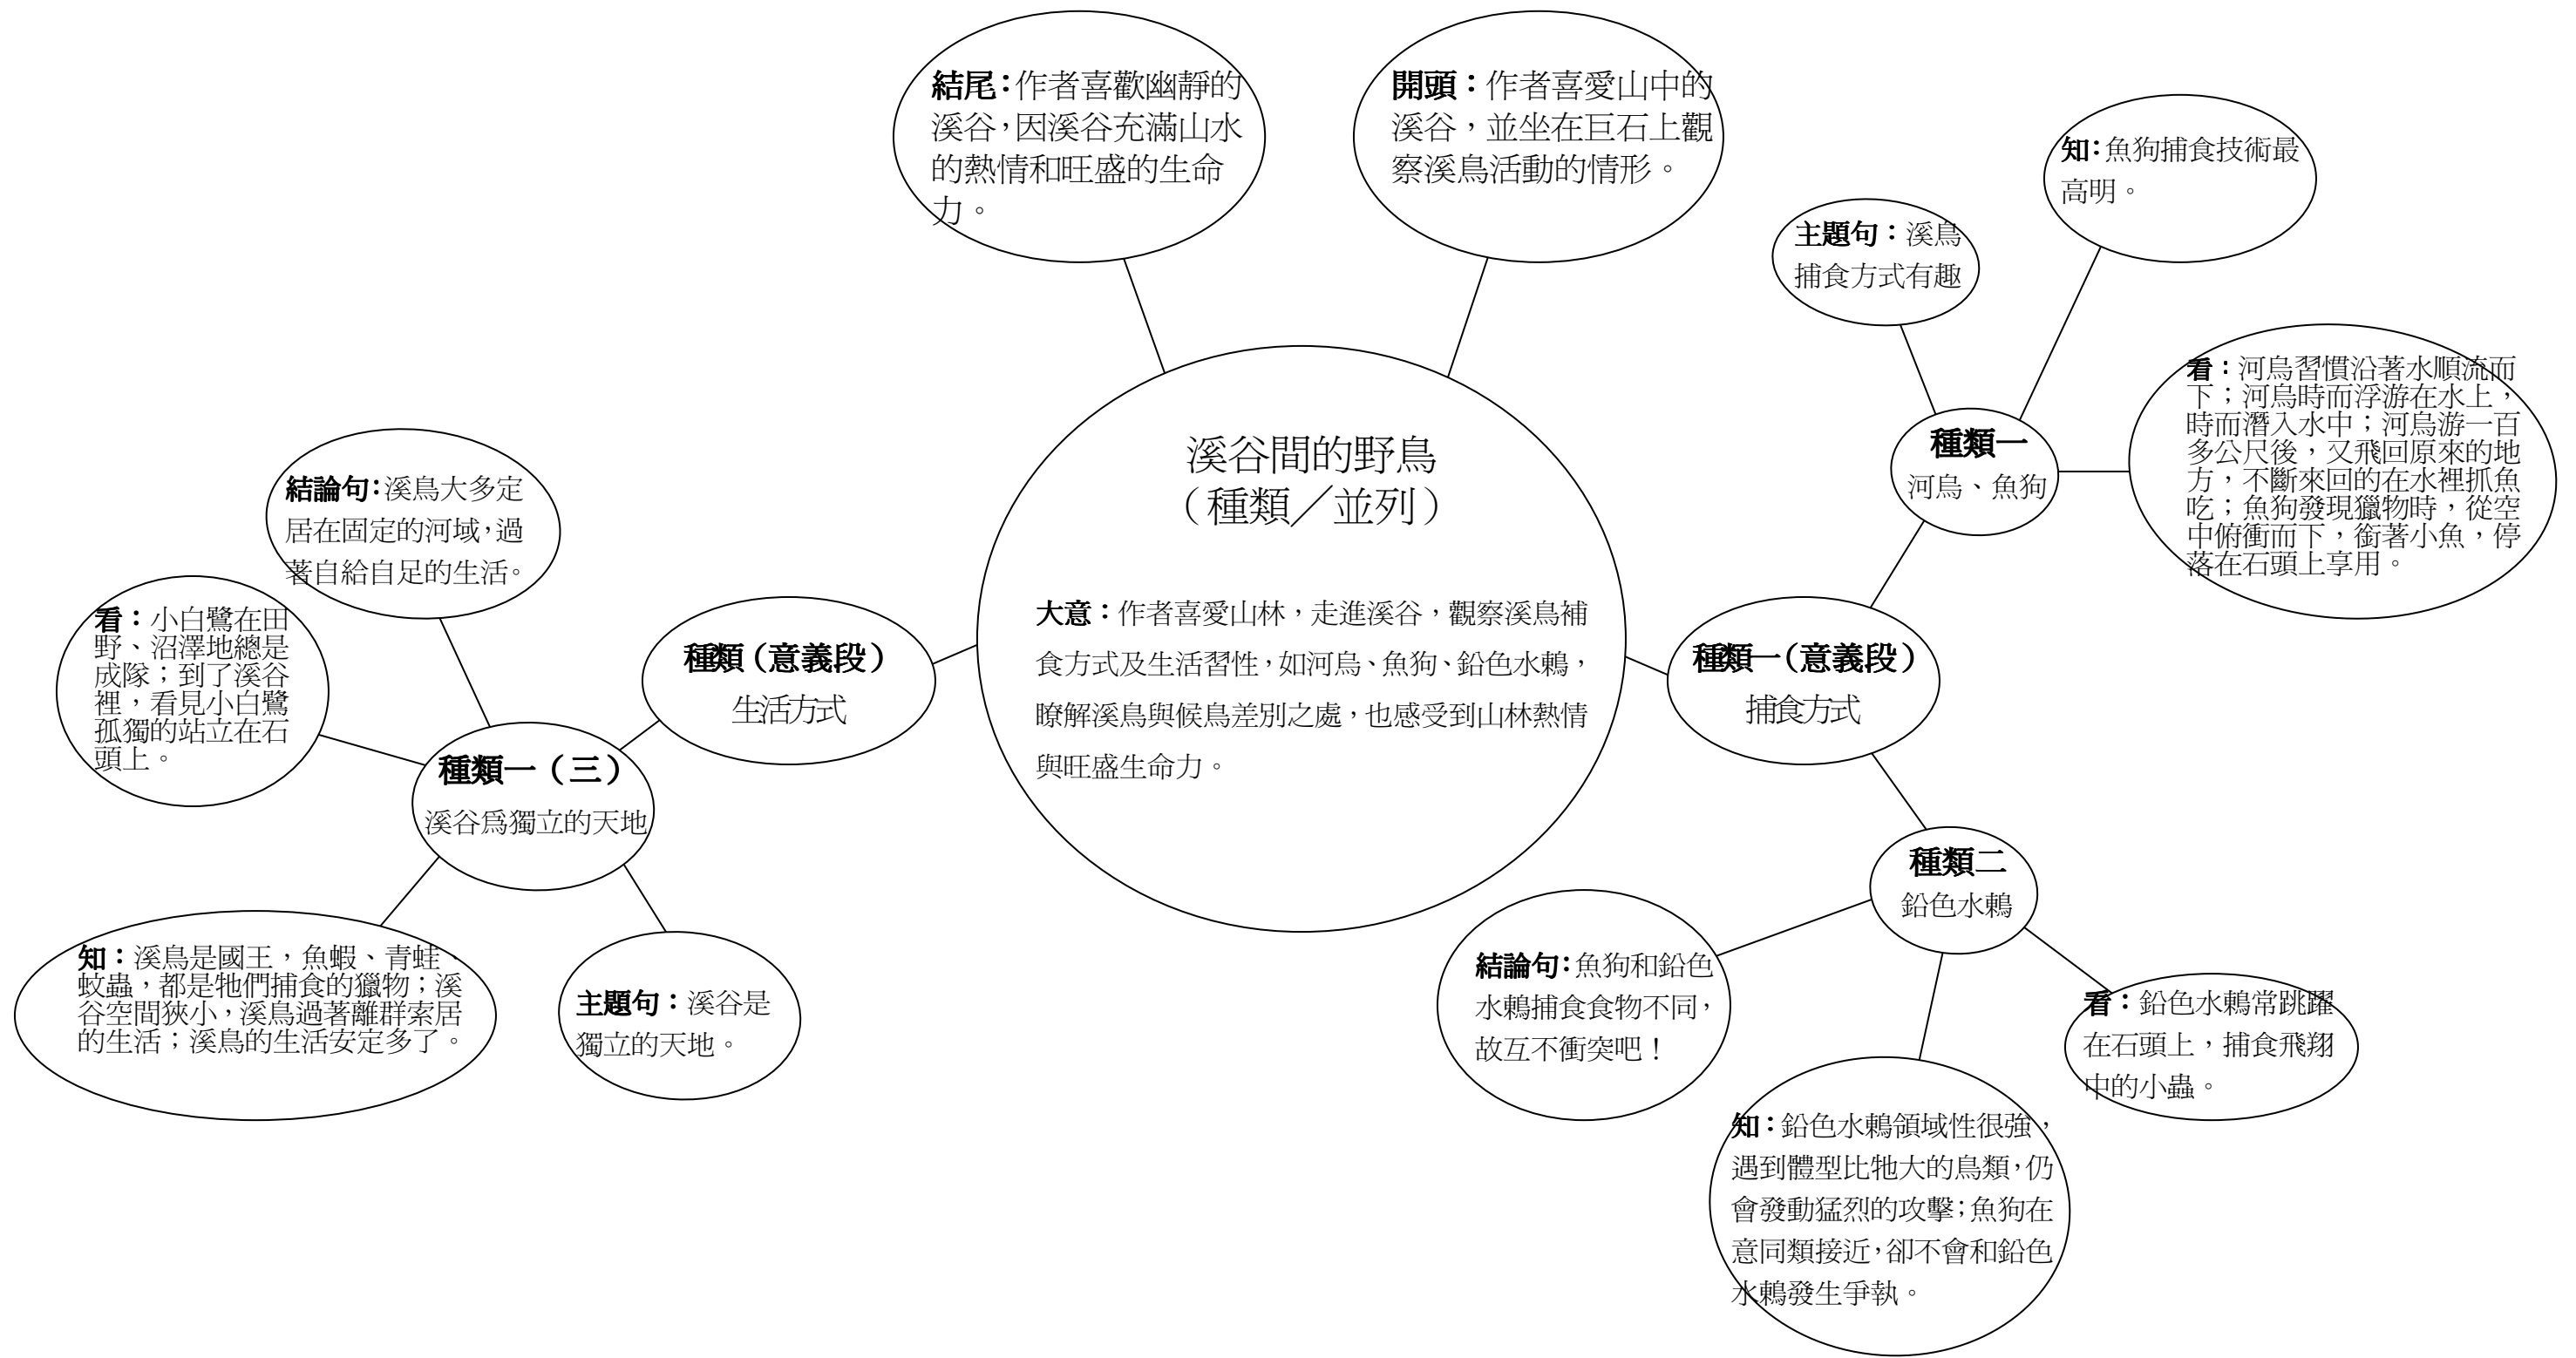 結尾：作者喜歡幽靜的
溪谷，因溪谷充滿山水
的熱情和旺盛的生命
力。
開頭：作者喜愛山中的
溪谷，並坐在巨石上觀
察溪鳥活動的情形。
知：魚狗捕食技術最
高明。
主題句：溪鳥
捕食方式有趣
看：河烏習慣沿著水順流而
下；河烏時而浮游在水上，
時而潛入水中；河烏游一百
多公尺後，又飛回原來的地
方，不斷來回的在水裡抓魚
吃；魚狗發現獵物時，從空
中俯衝而下，銜著小魚，停
落在石頭上享用。
種類一
河烏、魚狗
溪谷間的野鳥
（種類／並列）
大意：作者喜愛山林，走進溪谷，觀察溪鳥補
食方式及生活習性，如河烏、魚狗、鉛色水鶇，
瞭解溪鳥與候鳥差別之處，也感受到山林熱情
與旺盛生命力。
結論句：溪鳥大多定
居在固定的河域，過
著自給自足的生活。
看：小白鷺在田
野、沼澤地總是
成隊；到了溪谷
裡，看見小白鷺
孤獨的站立在石
頭上。
種類（意義段）
生活方式
種類一（意義段）
捕食方式
種類一（三）
溪谷為獨立的天地
種類二
鉛色水鶇
知：溪鳥是國王，魚蝦、青蛙、
蚊蟲，都是牠們捕食的獵物；溪
谷空間狹小，溪鳥過著離群索居
的生活；溪鳥的生活安定多了。
主題句：溪谷是
獨立的天地。
結論句：魚狗和鉛色
水鶇捕食食物不同，
故互不衝突吧！
看：鉛色水鶇常跳躍
在石頭上，捕食飛翔
中的小蟲。
知：鉛色水鶇領域性很強，
遇到體型比牠大的鳥類，仍
會發動猛烈的攻擊；魚狗在
意同類接近，卻不會和鉛色
水鶇發生爭執。